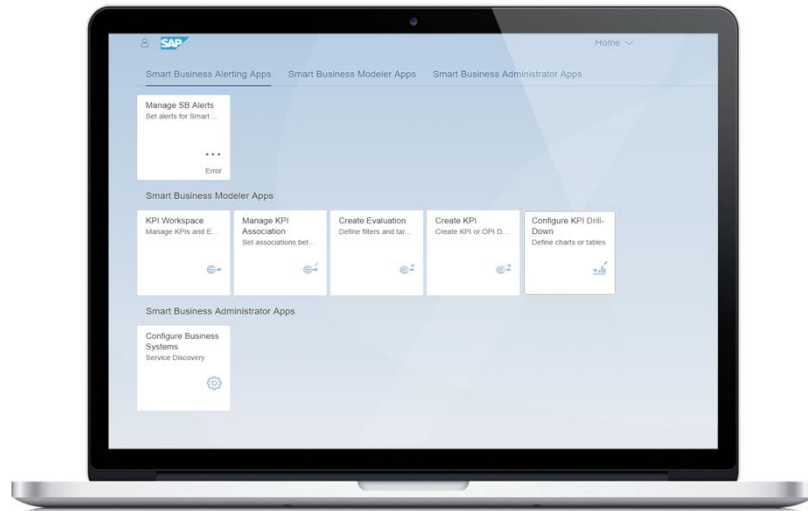 SAP
Home
Smart Business Alerting Apps Smart Business Modeler Apps Smart Business Administrator Apps
Manage SB Alerts
Set alerts for Smart ...
Error
Smart Business Modeler Apps
KPI Workspace
Manage KPIs and E...
Manage KPI
Association
Set associations bet...
Create Evaluation
Define filters and tar...
Create KPI
Create KPI or OPI D...
Configure KPI Drill-
Down
Define charts or tables
Smart Business Administrator Apps
Configure Business
Systems
Service Discovery